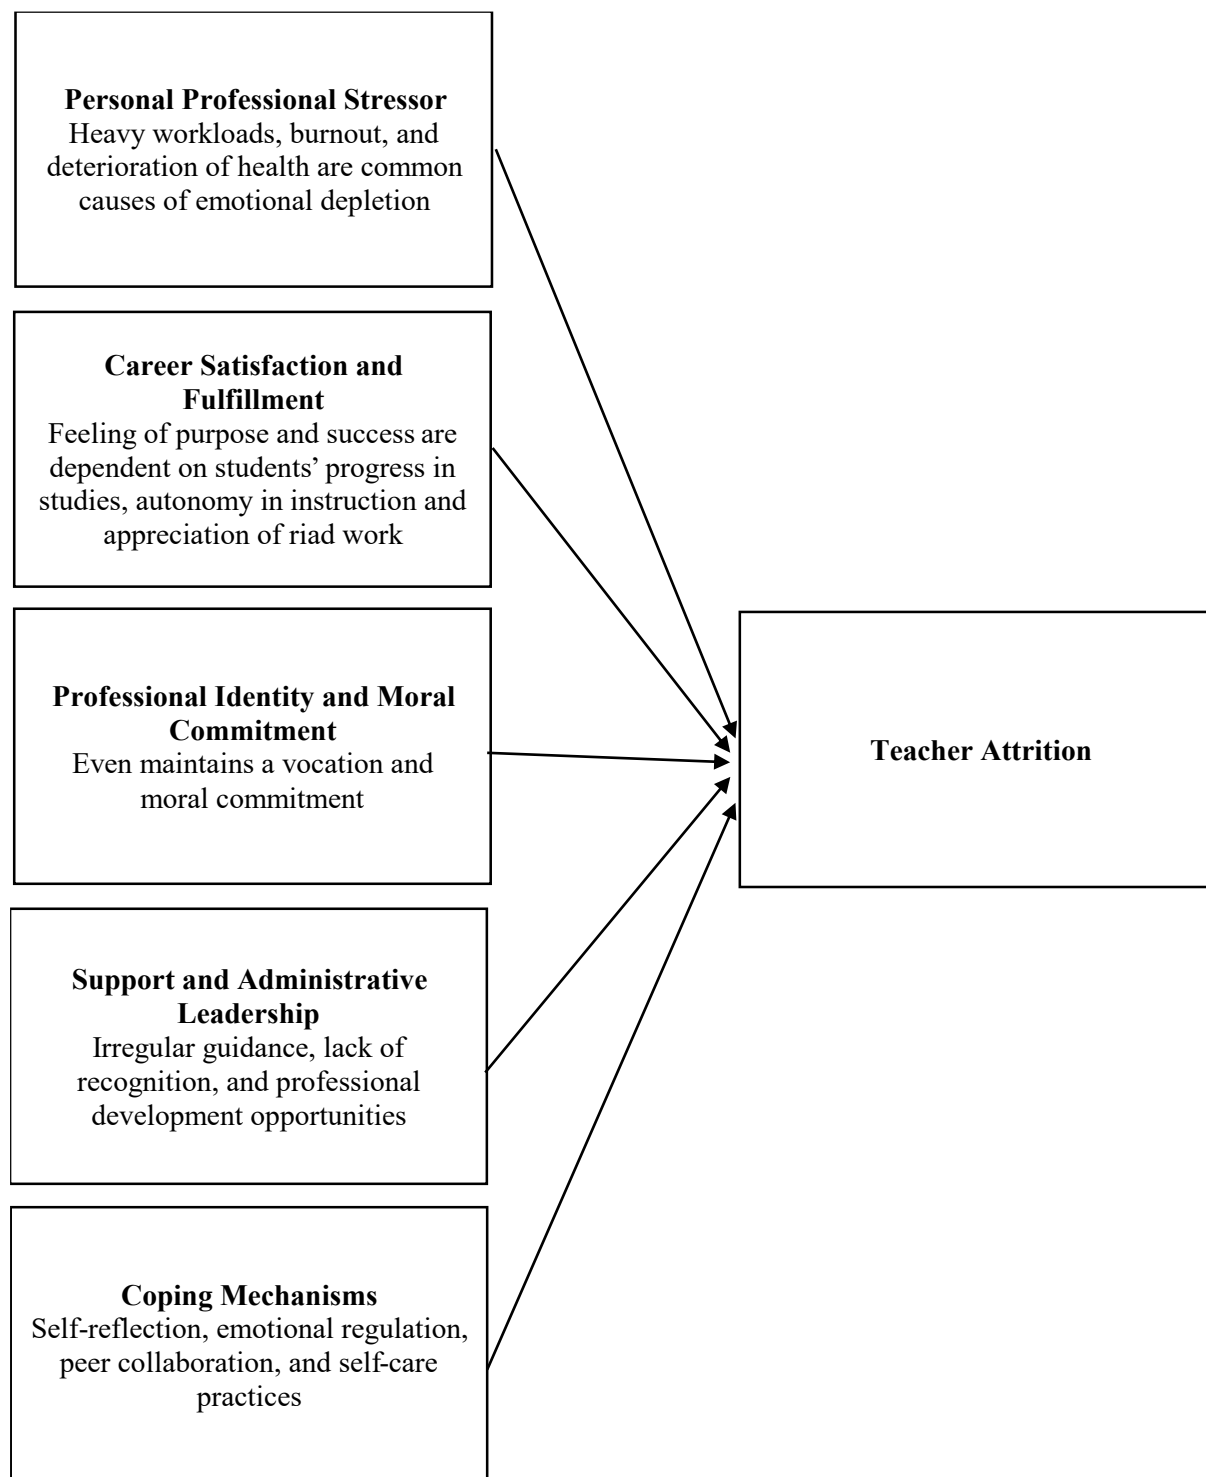 Personal Professional Stressor
Heavy workloads, burnout, and
deterioration of health are common
causes of emotional depletion
Career Satisfaction and
Fulfillment
Feeling of purpose and success are
dependent on students’ progress in
studies, autonomy in instruction and
appreciation of riad work
Professional Identity and Moral
Commitment
Even maintains a vocation and
moral commitment
Teacher Attrition
Support and Administrative
Leadership
Irregular guidance, lack of
recognition, and professional
development opportunities
Coping Mechanisms
Self-reflection, emotional regulation,
peer collaboration, and self-care
practices